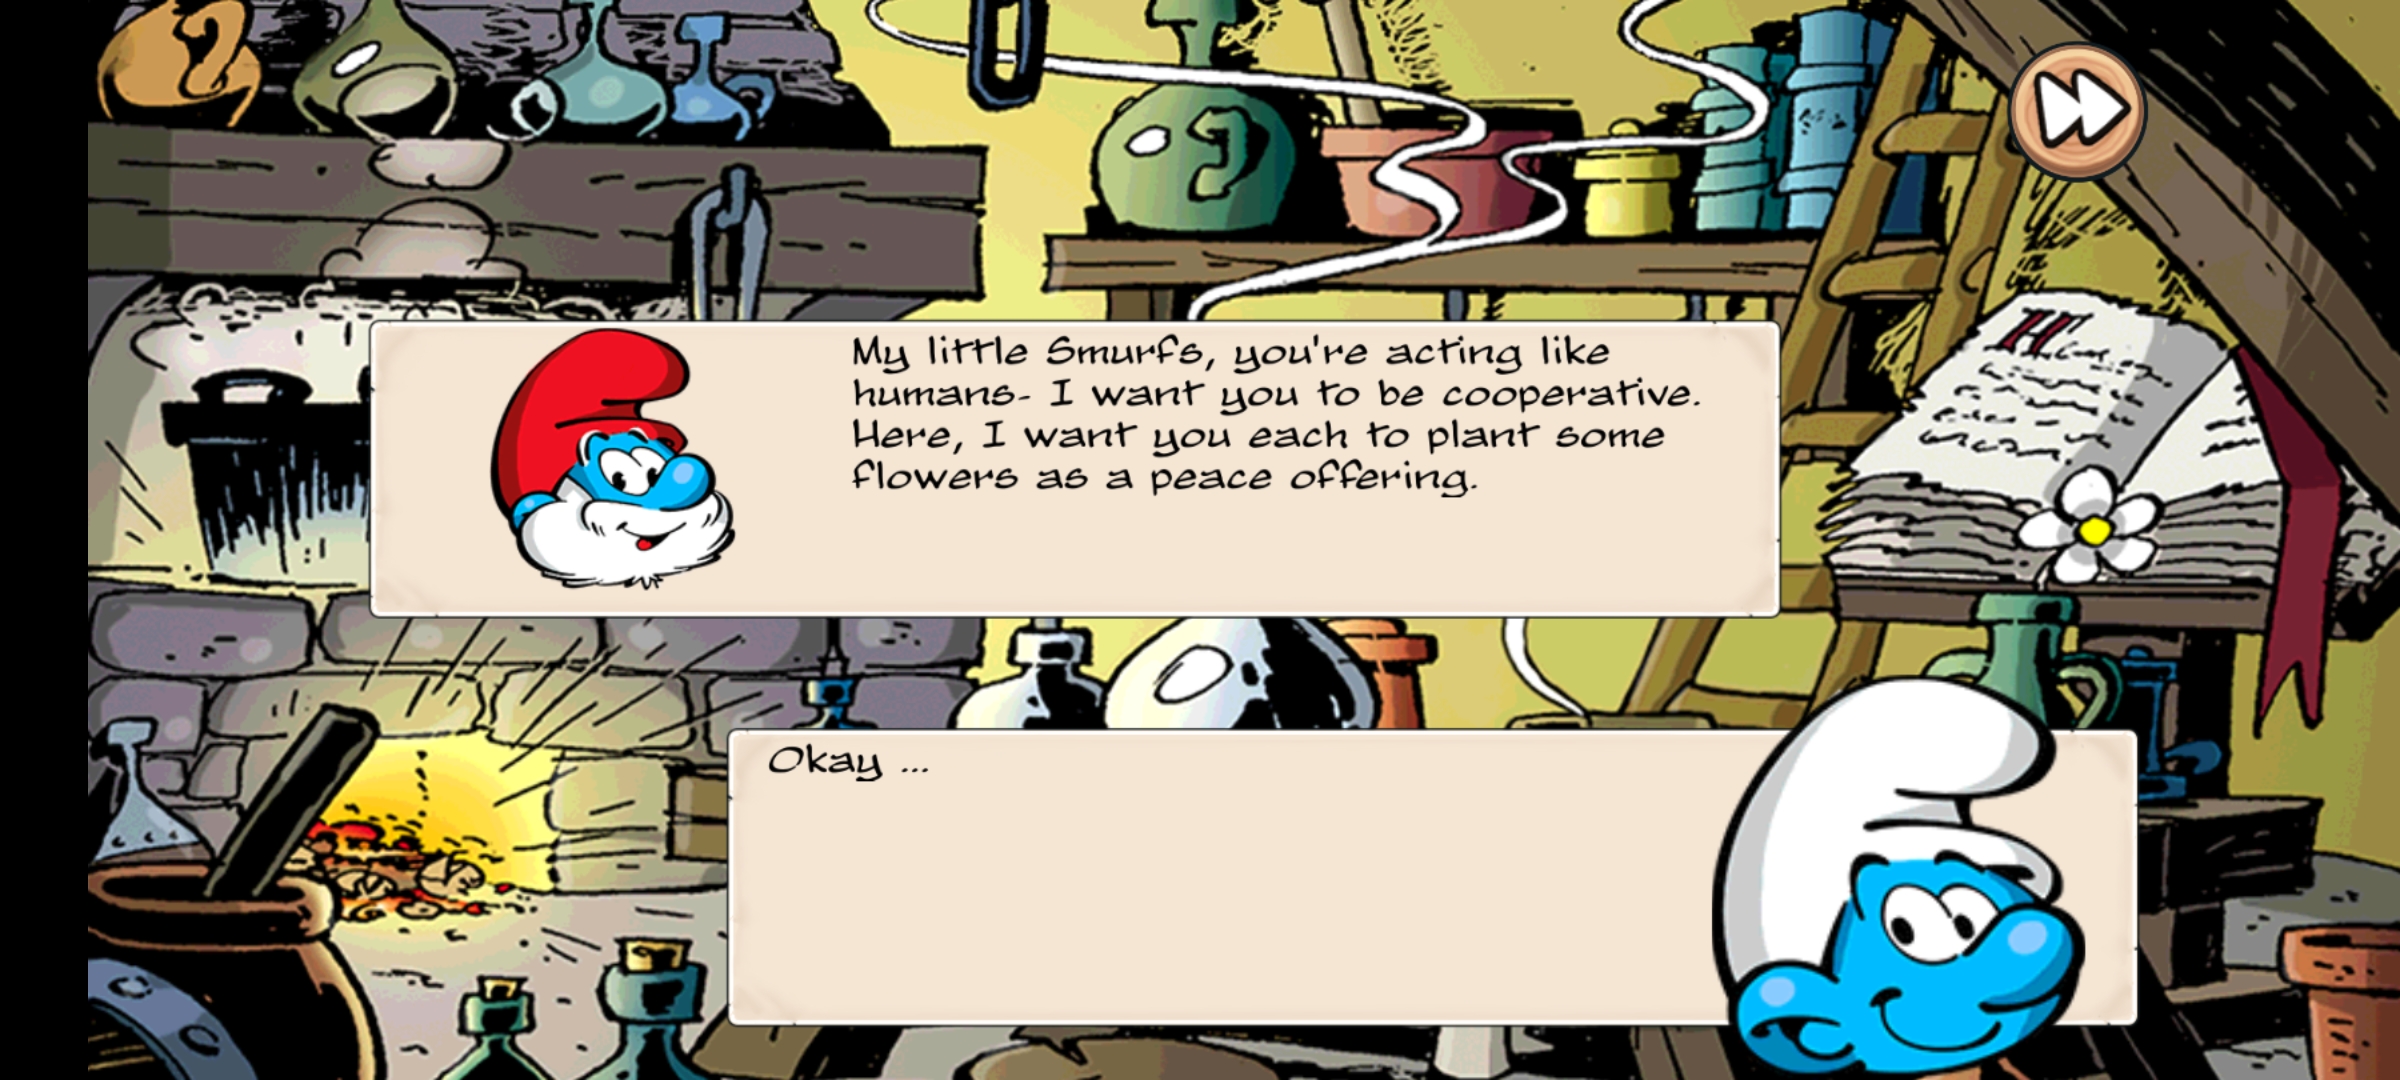 My little Smurfs, you're acting like
humans- I want you to be cooperative.
Here, I want you each to plant some
flowers as a peace offering.
Okay ...